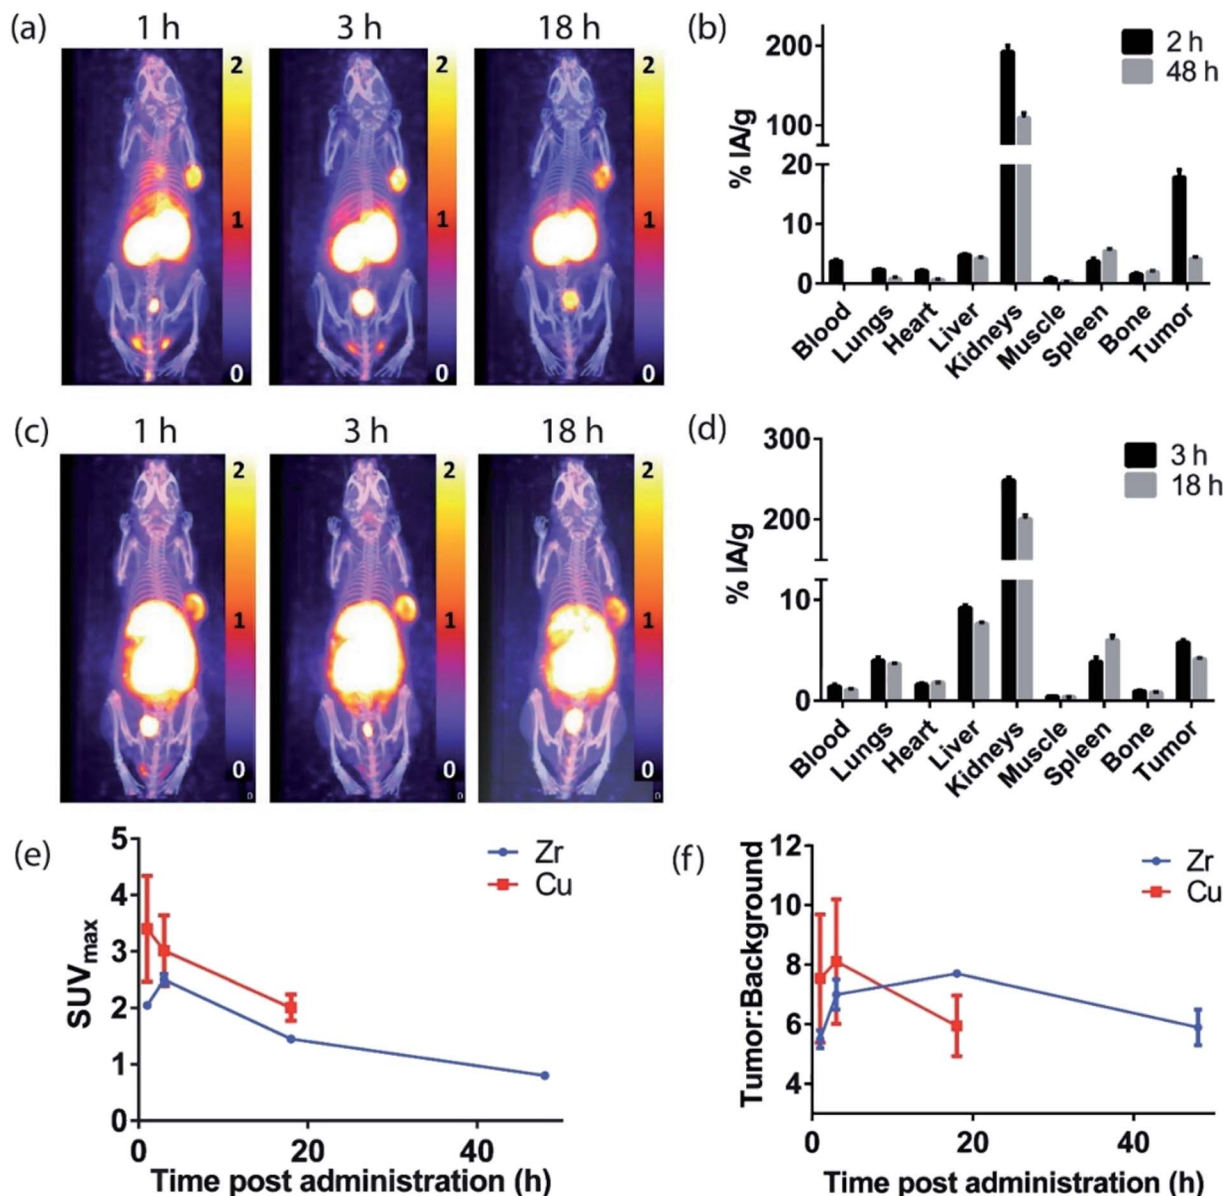 (a)
1 h
3 h
18 h
2
1
0
2
1
0
2
1
0
(b)
% IA/g
200
100
20
10
0
2 h
48 h
Blood
Lungs
Heart
Liver
Kidneys
Muscle
Spleen
Bone
Tumor
(c)
1 h
3 h
18 h
2
1
0
0
2
1
0
0
2
1
0
0
(d)
% IA/g
300
200
10
0
3 h
18 h
Blood
Lungs
Heart
Liver
Kidneys
Muscle
Spleen
Bone
Tumor
(e)
SUVmax
5
4
3
2
1
0
Zr
Cu
0
20
40
Time post administration (h)
(f)
Tumor:Background
12
10
8
6
4
Zr
Cu
0
20
40
Time post administration (h)